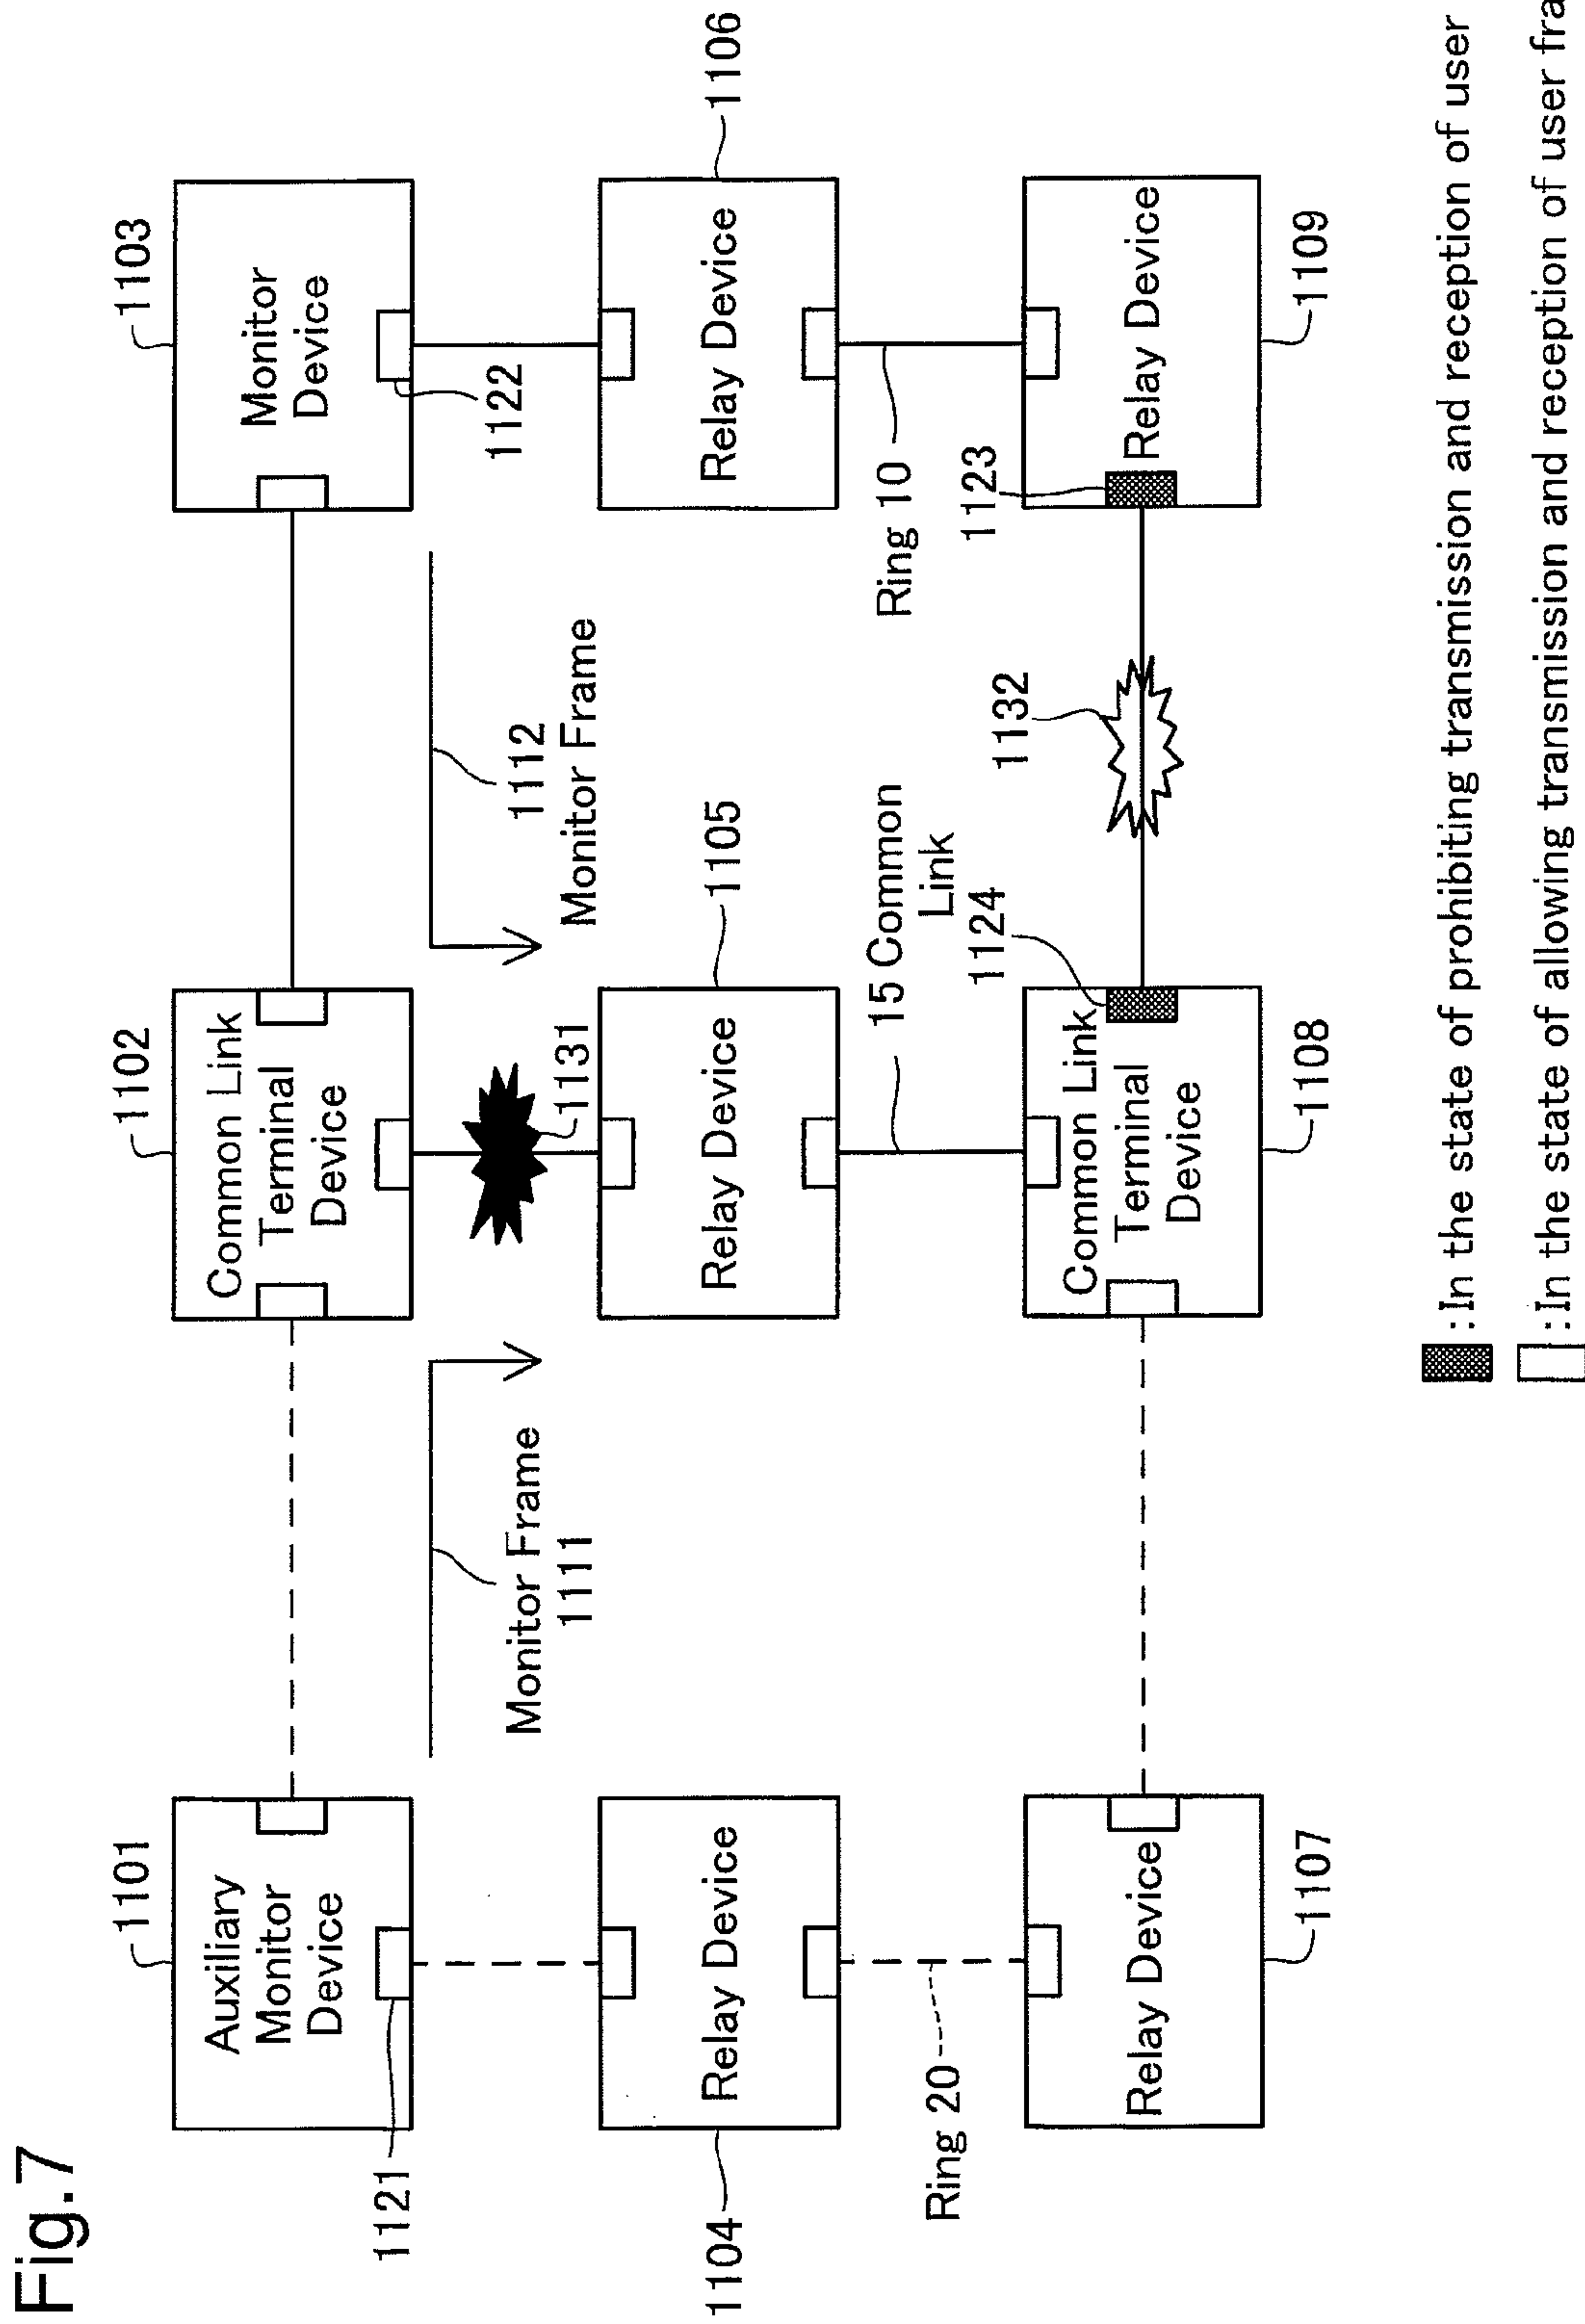 Fig.7
1101
1102
1103
Auxiliary
Monitor
Device
Common Link
Terminal
Device
Monitor
Device
1121
1122
Monitor Frame
1111
1131
1112
Monitor Frame
1104
Relay Device
Relay Device
1105
Relay Device
1106
Ring 20
15 Common
Link
Ring 10
1124
1132
1123
Relay Device
1107
Common Link
Terminal
Device
1108
Relay Device
1109
:In the state of prohibiting transmission and reception of user
:In the state of allowing transmission and reception of user fra